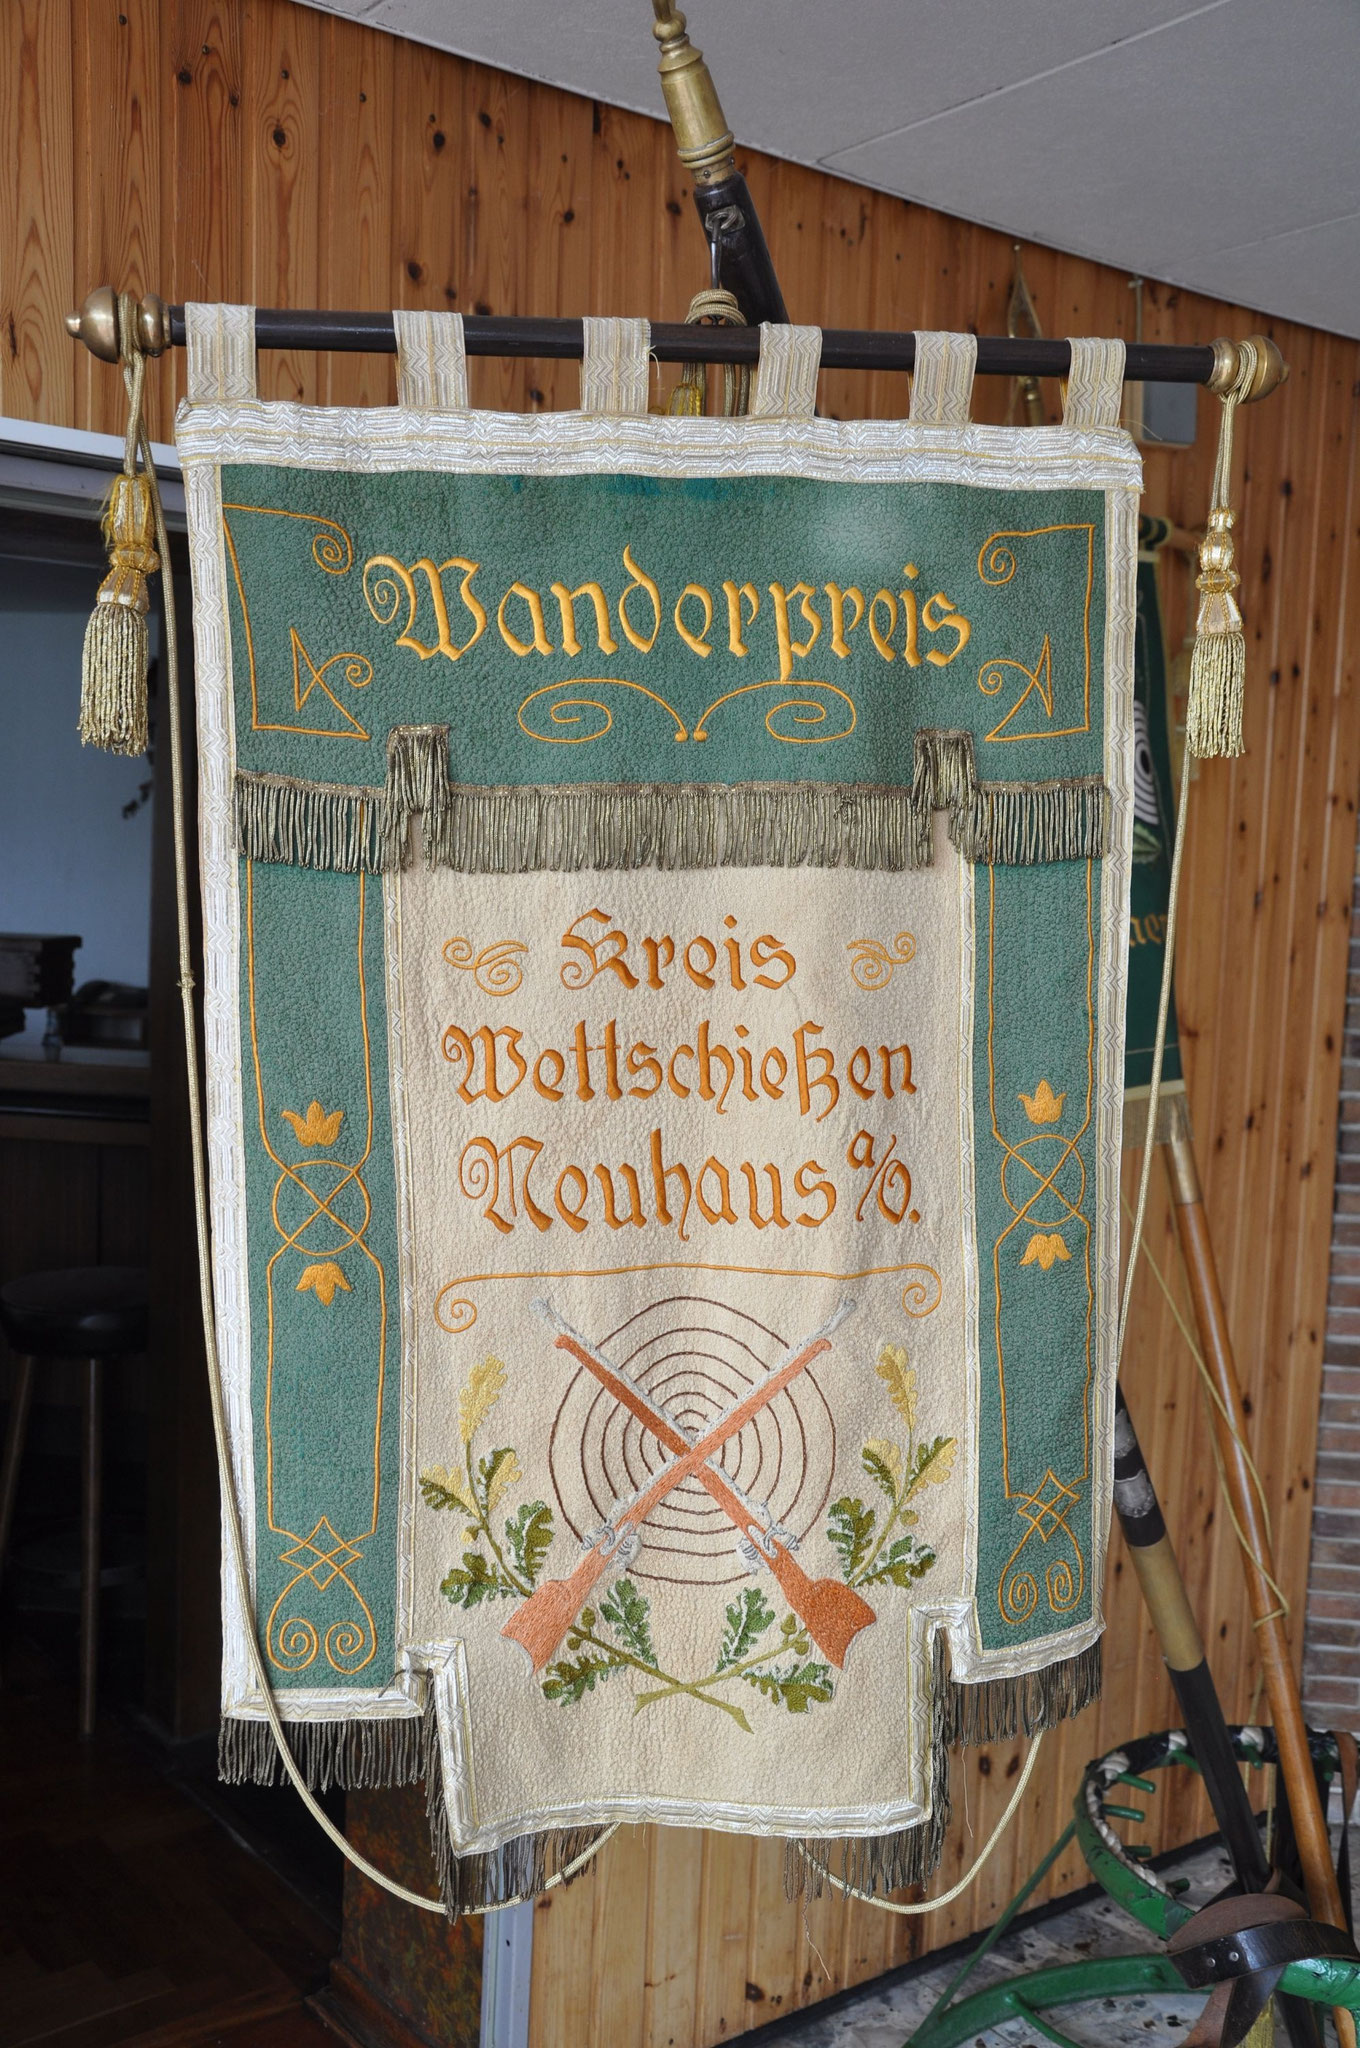 Wanderpreis
Kreis
Wettschießen
Neuhaus a/O.